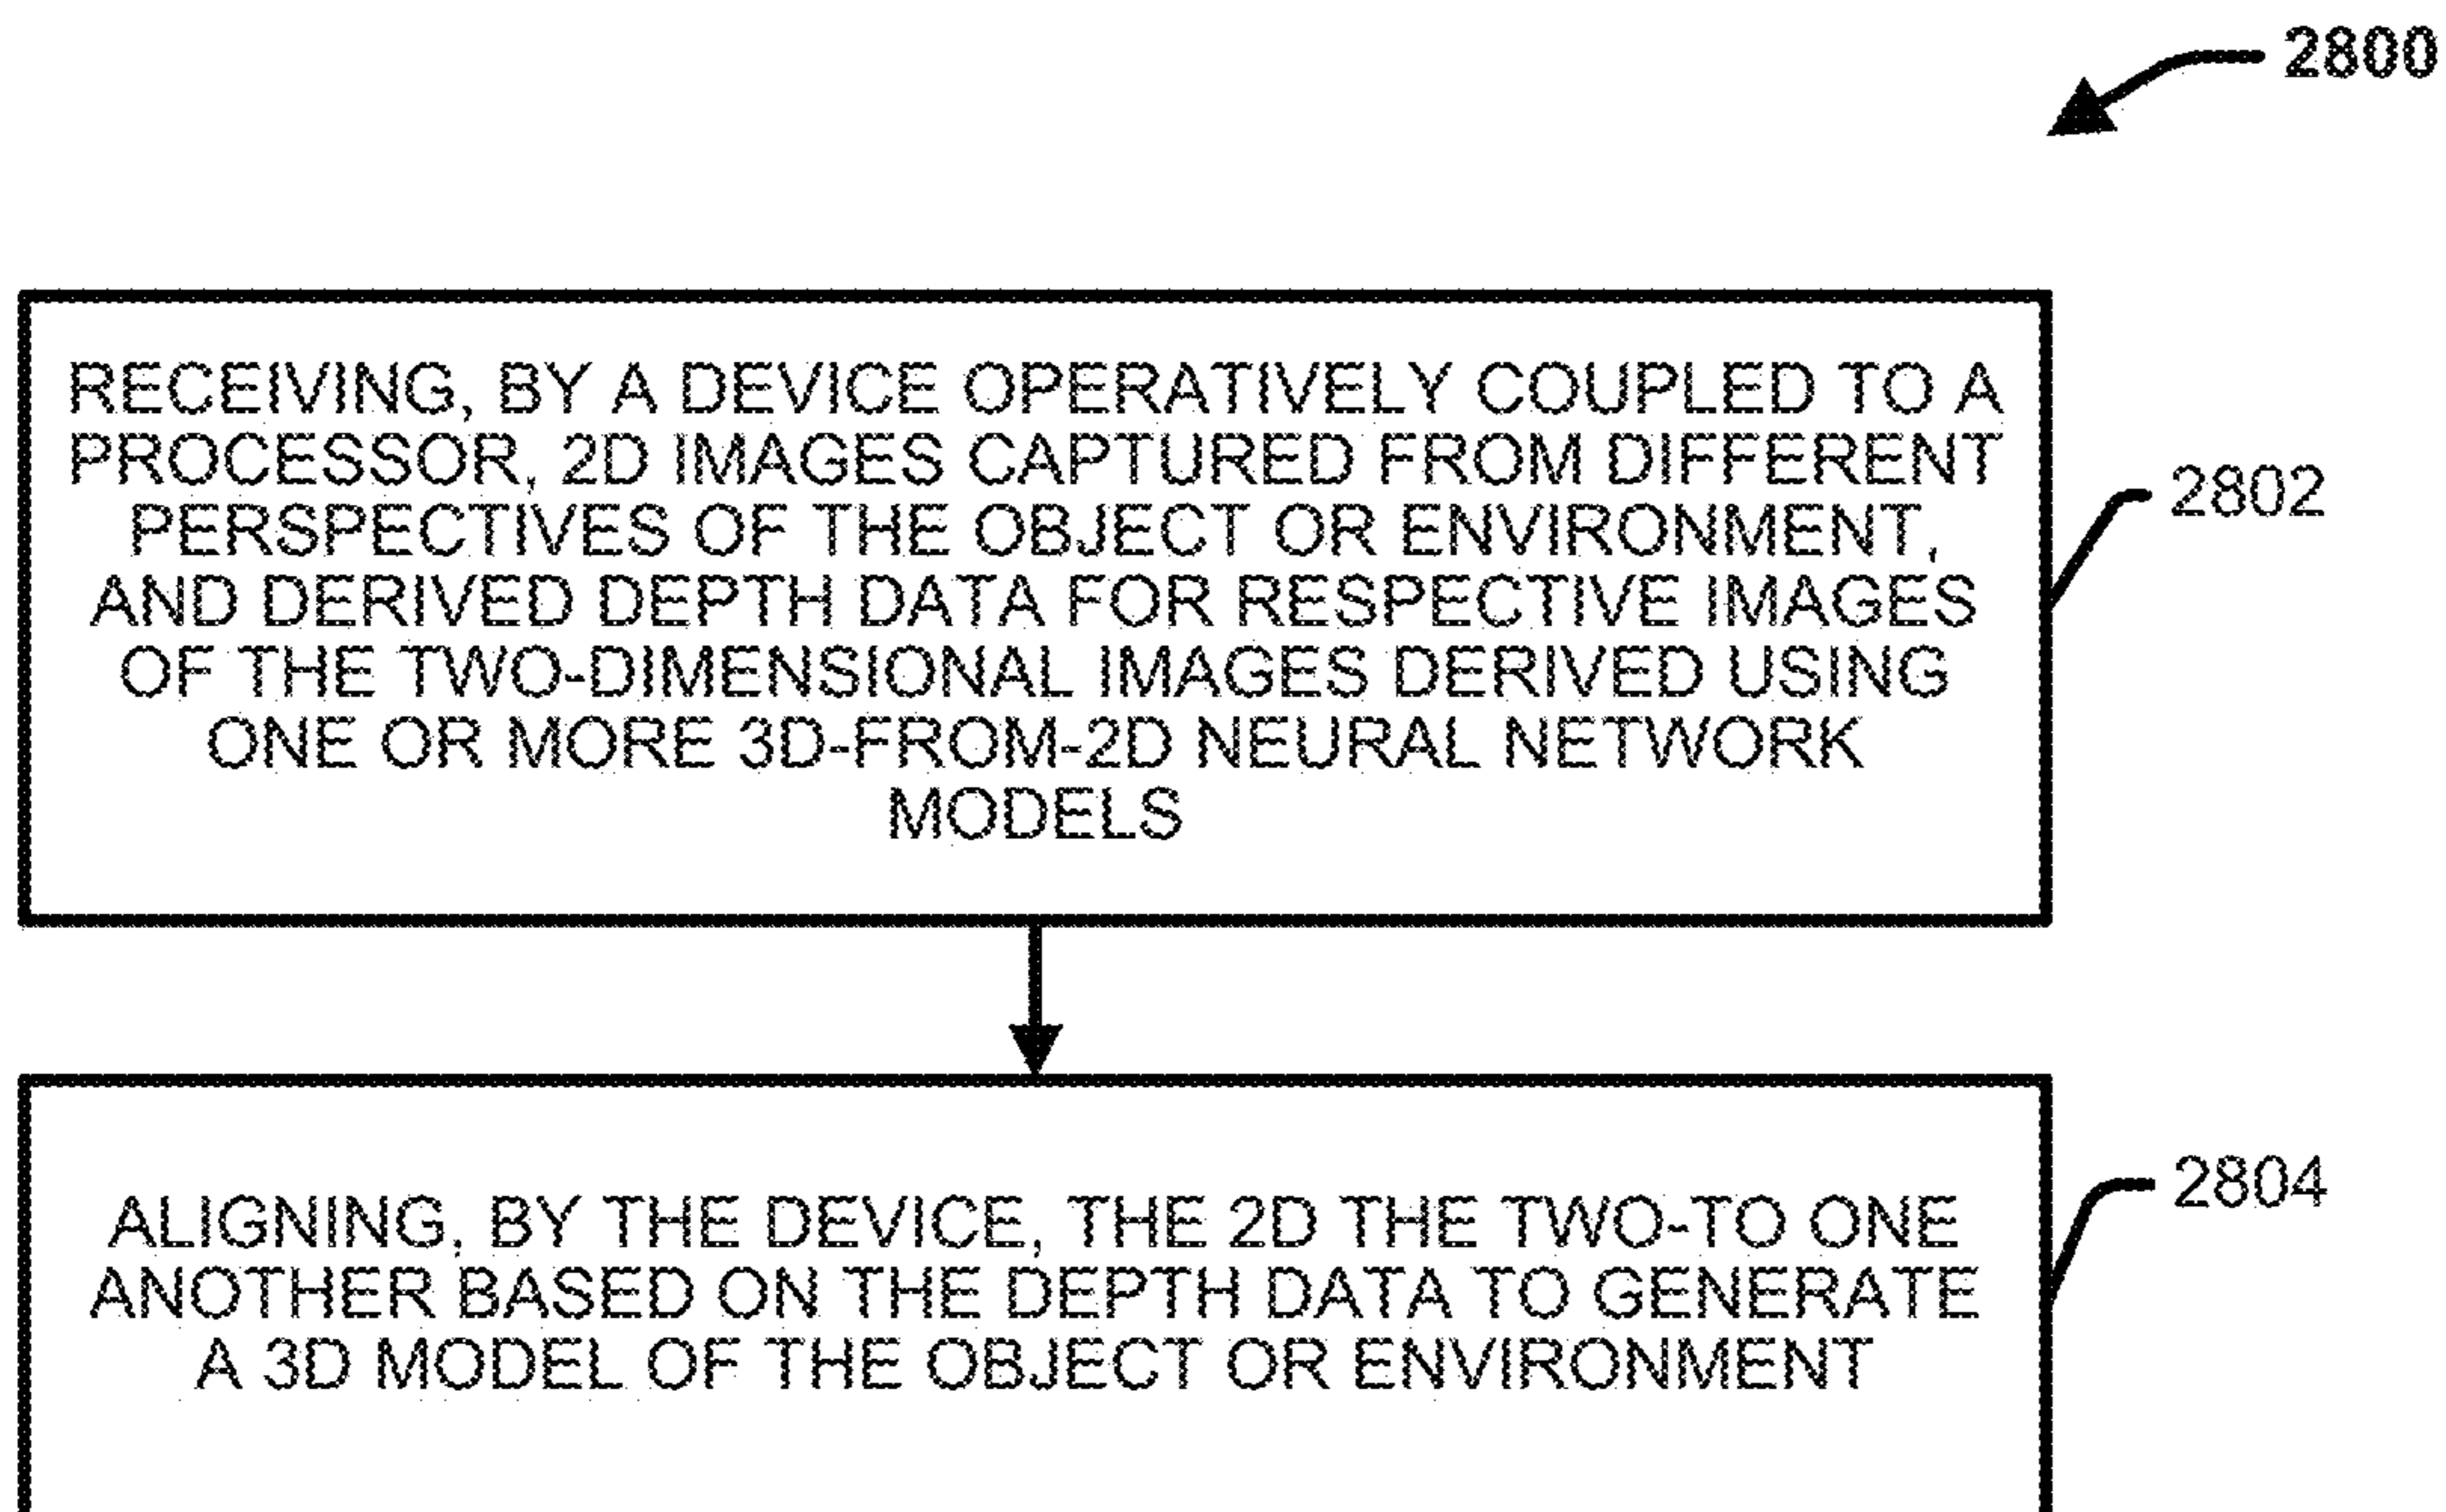 2800
RECEIVING, BY A DEVICE OPERATIVELY COUPLED TO A
PROCESSOR, 2D IMAGES CAPTURED FROM DIFFERENT
PERSPECTIVES OF THE OBJECT OR ENVIRONMENT,
AND DERIVED DEPTH DATA FOR RESPECTIVE IMAGES
OF THE TWO-DIMENSIONAL IMAGES DERIVED USING
ONE OR MORE 3D-FROM-2D NEURAL NETWORK
MODELS
2802
ALIGNING, BY THE DEVICE, THE 2D THE TWO-TO ONE
ANOTHER BASED ON THE DEPTH DATA TO GENERATE
A 3D MODEL OF THE OBJECT OR ENVIRONMENT
2804